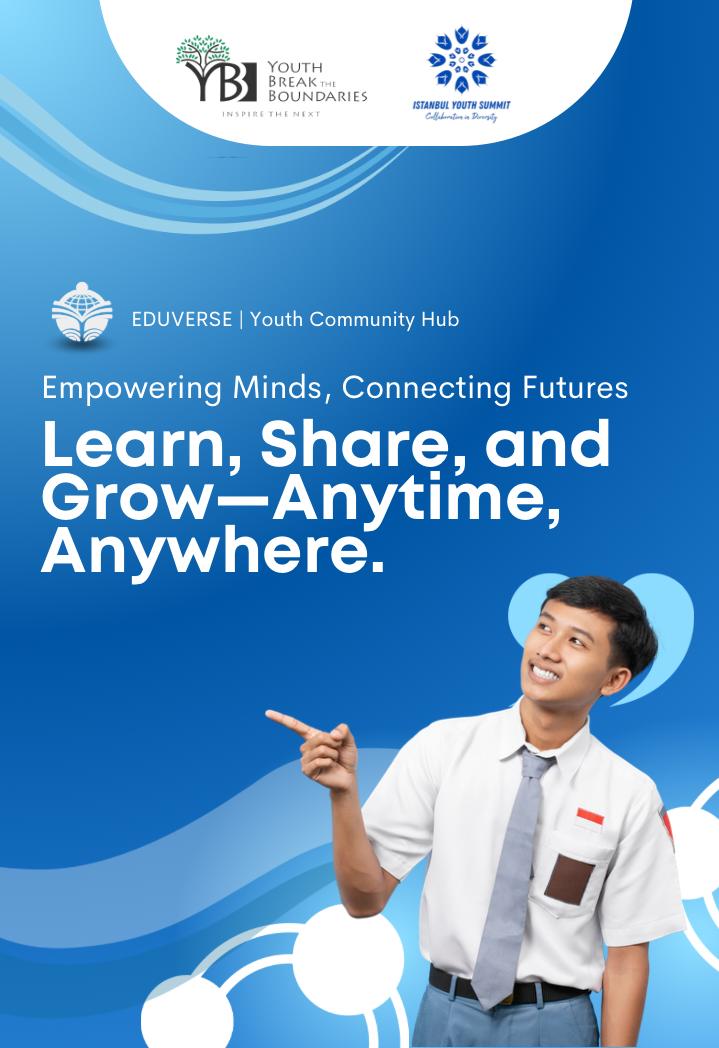 YBB
YOUTH
BREAK THE
BOUNDARIES
INSPIRE THE NEXT
ISTANBUL YOUTH SUMMIT
Collaboration in Diversity
EDUVERSE | Youth Community Hub
Empowering Minds, Connecting Futures
Learn, Share, and
Grow—Anytime,
Anywhere.